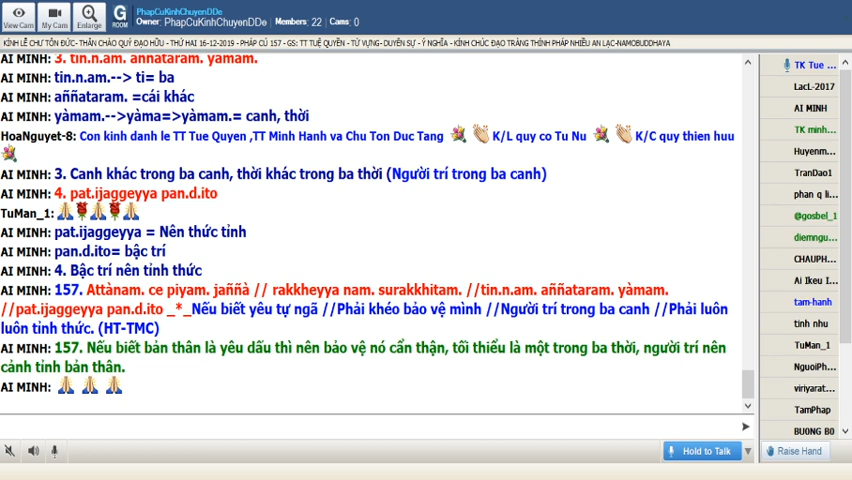 View Cam
My Cam
Enlarge
G
ROOM
PhapCuKinhChuyenDDe
Owner: PhapCuKinhChuyenDDe Members: 22 Cams: 0
KÍNH LỄ CHƯ TÔN ĐỨC- THÂN CHÀO QUÝ ĐẠO HỮU - THỨ HAI 16-12-2019 - PHÁP CÚ 157 - GS: TT TUỆ QUYỀN - TỪ VỰNG- DUYÊN SỰ - Ý NGHĨA - KÍNH CHÚC ĐẠO TRÀNG THÍNH PHÁP NHIỀU AN LẠC-NAMOBUDDHAYA
AI MINH: 3. tin.n.am. annataram. yamam.
AI MINH: tin.n.am.--> ti= ba
AI MINH: aññataram. =cái khác
AI MINH: yàmam.-->yàma=>yàmam.= canh, thời
HoaNguyet-8: Con kinh danh le TT Tue Quyen ,TT Minh Hanh va Chu Ton Duc Tang K/L quy co Tu Nu K/C quy thien huu
AI MINH: 3. Canh khác trong ba canh, thời khác trong ba thời (Người trí trong ba canh)
AI MINH: 4. pat.ijaggeyya pan.d.ito
TuMan_1:
AI MINH: pat.ijaggeyya = Nên thức tỉnh
AI MINH: pan.d.ito= bậc trí
AI MINH: 4. Bậc trí nên tỉnh thức
AI MINH: 157. Attànam. ce piyam. jaññà // rakkheyya nam. surakkhitam. //tin.n.am. aññataram. yàmam.
//pat.ijaggeyya pan.d.ito _*_Nếu biết yêu tự ngã //Phải khéo bảo vệ mình //Người trí trong ba canh //Phải luôn
luôn tỉnh thức. (HT-TMC)
AI MINH: 157. Nếu biết bản thân là yêu dấu thì nên bảo vệ nó cẩn thận, tối thiểu là một trong ba thời, người trí nên
cảnh tỉnh bản thân.
AI MINH:
Hold to Talk
Raise Hand
TK Tue ...
LacL-2017
AI MINH
TK minh...
Huyenm...
TranDao1
phan q li...
@gosbel_1
diemngu...
CHAUPH...
Ai Ikeu I...
tam-hanh
tinh nhu
TuMan_1
NguoiPh...
viriyarat...
TamPhap
BUONG BO